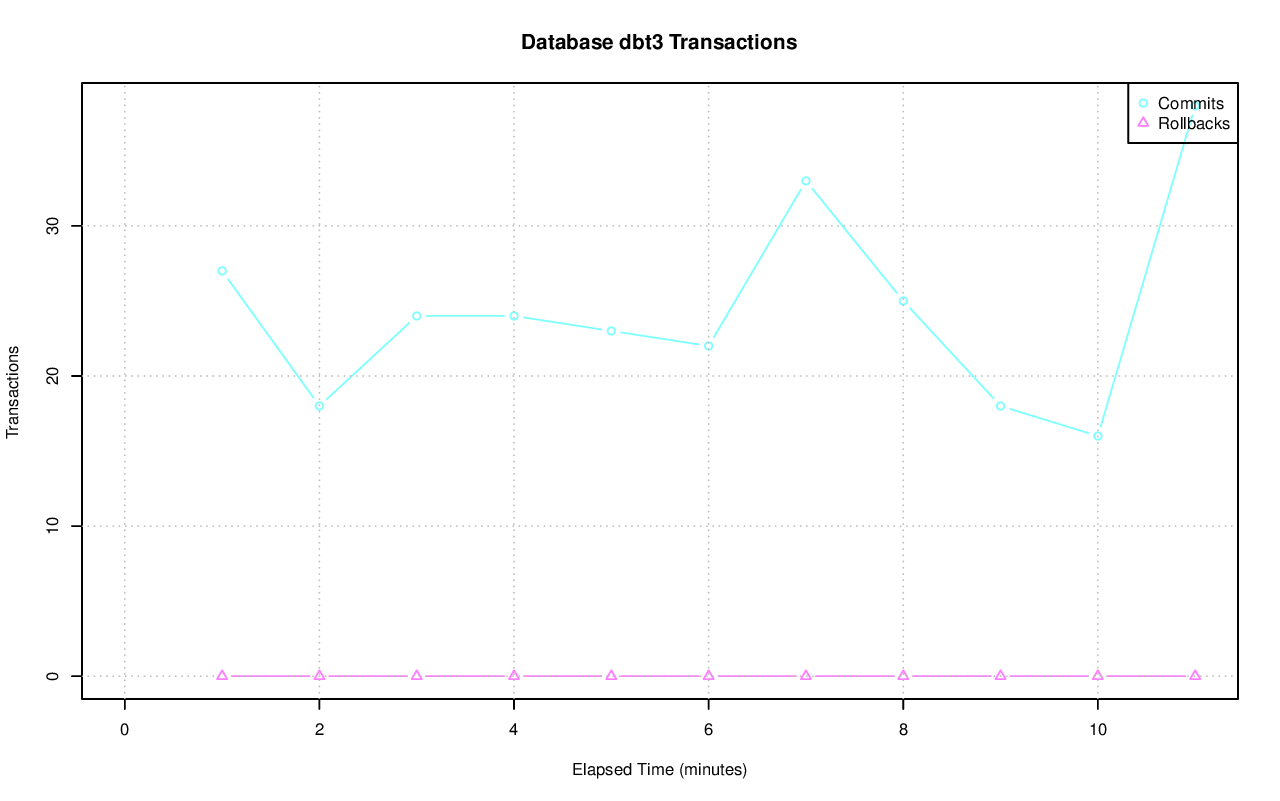 Database dbt3 Transactions
Commits
Rollbacks
Transactions
30
20
10
0
0 2 4 6 8 10
Elapsed Time (minutes)